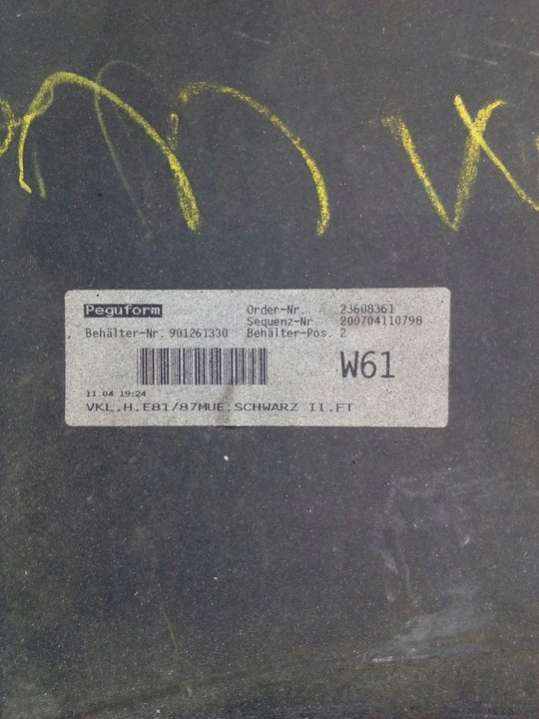 Peguform Order-Nr. 23608361
Sequenz-Nr 200704110798
Behälter-Nr. 901261330 Behälter-Pos. 2
W61
11.04 19:24
VKL.H.E81/87MUE.SCHWARZ II.FT